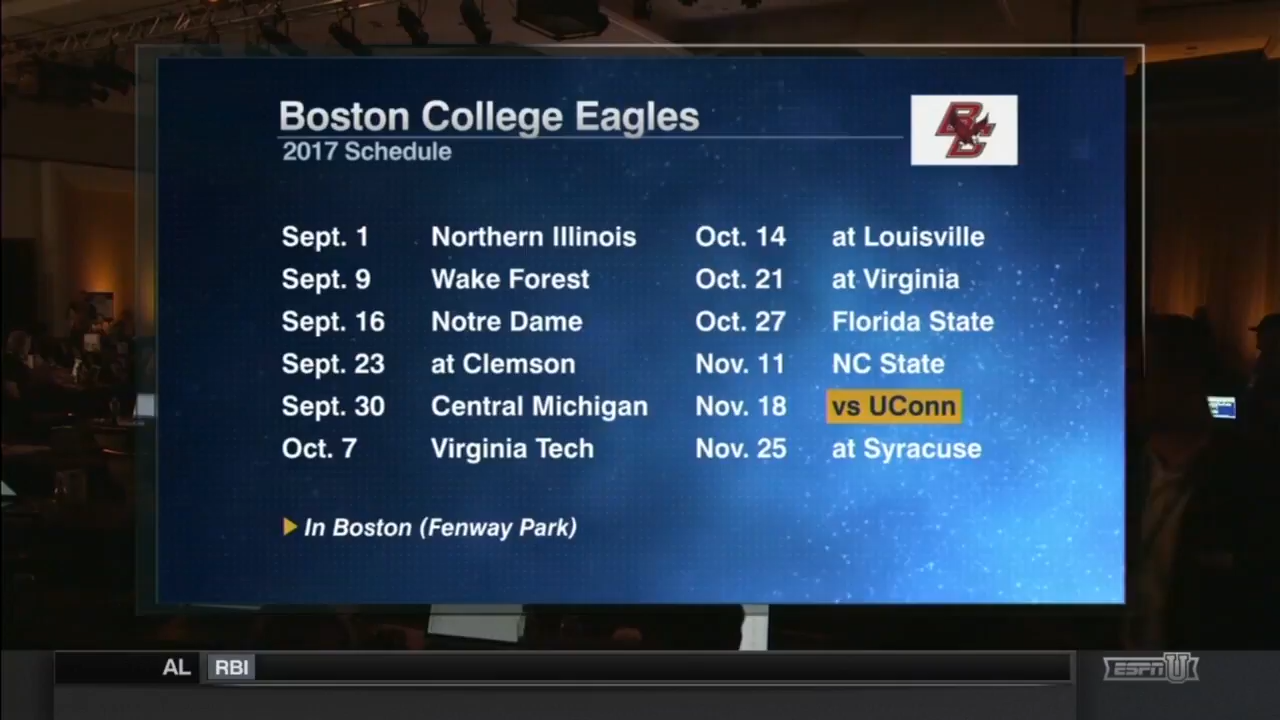 Boston College Eagles
2017 Schedule
BC
Sept. 1 Northern Illinois
Sept. 9 Wake Forest
Sept. 16 Notre Dame
Sept. 23 at Clemson
Sept. 30 Central Michigan
Oct. 7 Virginia Tech
Oct. 14 at Louisville
Oct. 21 at Virginia
Oct. 27 Florida State
Nov. 11 NC State
Nov. 18 vs UConn
Nov. 25 at Syracuse
In Boston (Fenway Park)
AL RBI
ESPNU